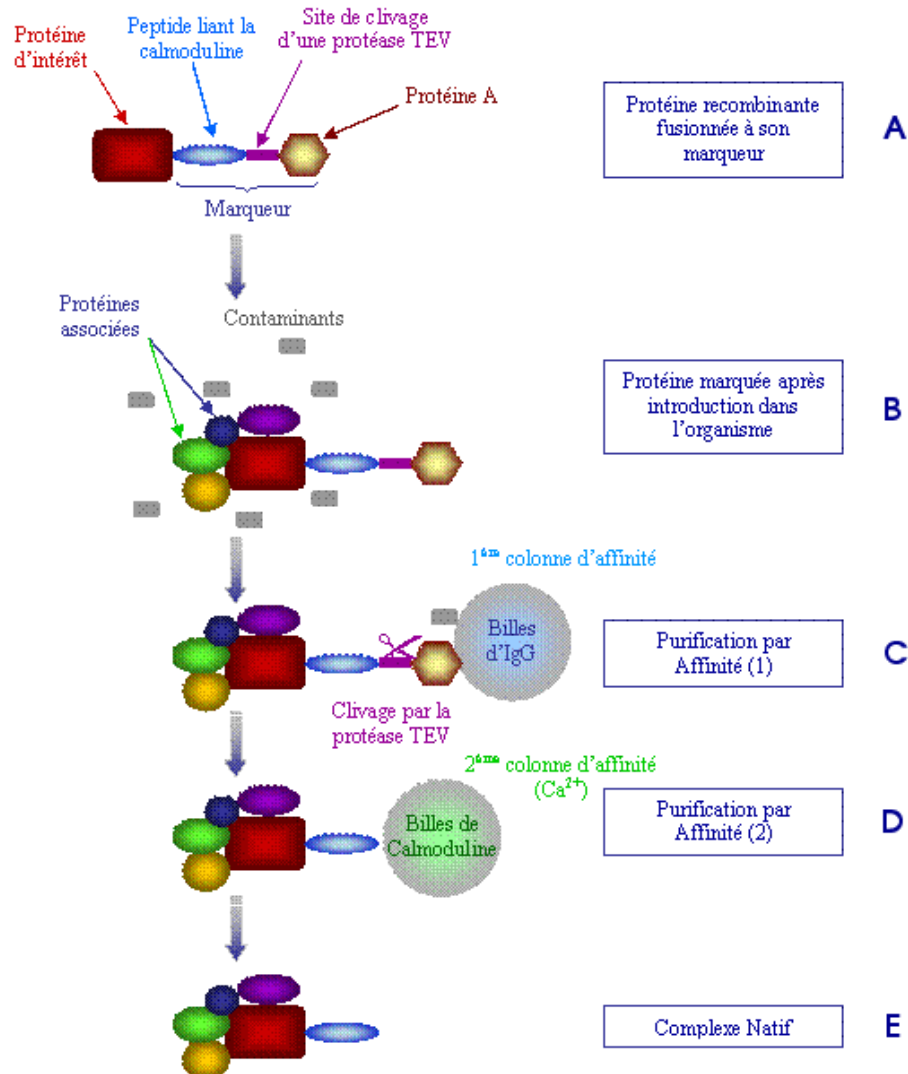 Protéine
d'intérêt
Peptide liant la
calmoduline
Site de clivage
d'une protéase TEV
Protéine A
Marqueur
Protéine recombinante
fusionnée à son
marqueur
A
Protéines
associées
Contaminants
Protéine marquée après
introduction dans
l'organisme
B
1ème colonne d'affinité
Billes
d'IgG
Clivage par la
protéase TEV
Purification par
Affinité (1)
C
2ème colonne d'affinité
(Ca2+)
Billes de
Calmoduline
Purification par
Affinité (2)
D
Complexe Natif
E